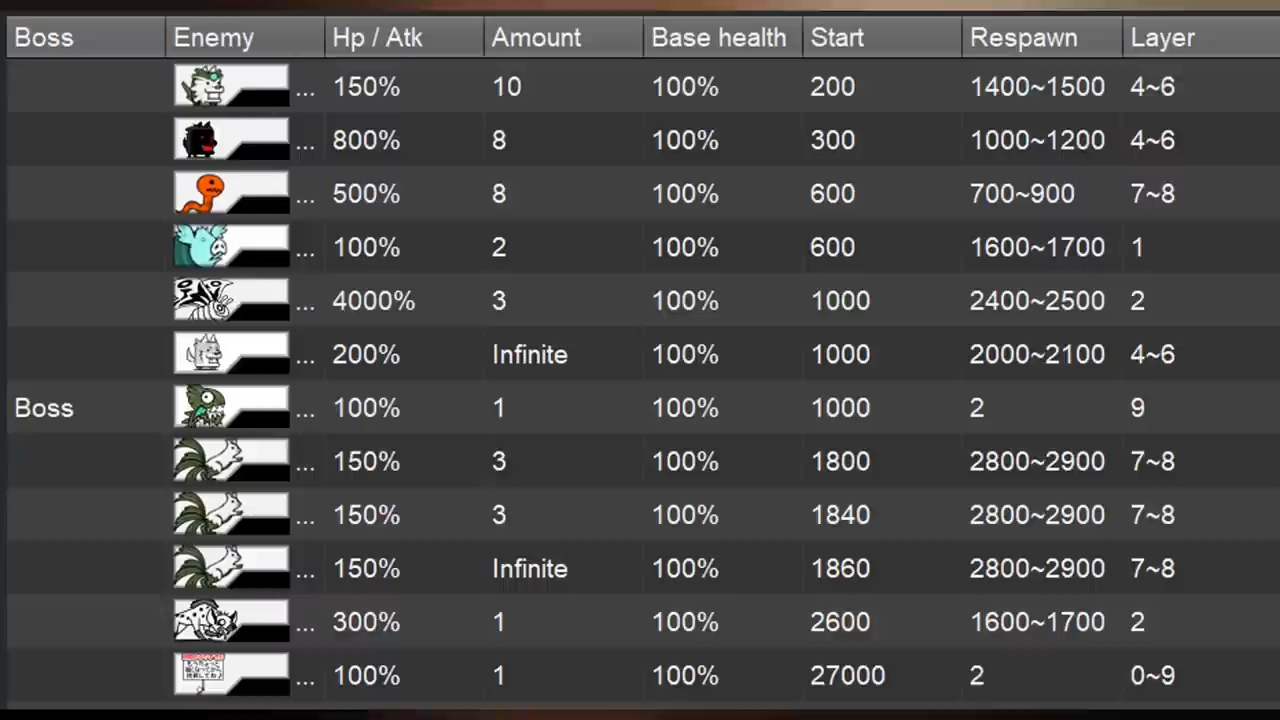 Boss Enemy Hp / Atk Amount Base health Start Respawn Layer
... 150% 10 100% 200 1400~1500 4~6
... 800% 8 100% 300 1000~1200 4~6
... 500% 8 100% 600 700~900 7~8
... 100% 2 100% 600 1600~1700 1
... 4000% 3 100% 1000 2400~2500 2
... 200% Infinite 100% 1000 2000~2100 4~6
Boss ... 100% 1 100% 1000 2 9
... 150% 3 100% 1800 2800~2900 7~8
... 150% 3 100% 1840 2800~2900 7~8
... 150% Infinite 100% 1860 2800~2900 7~8
... 300% 1 100% 2600 1600~1700 2
... 100% 1 100% 27000 2 0~9